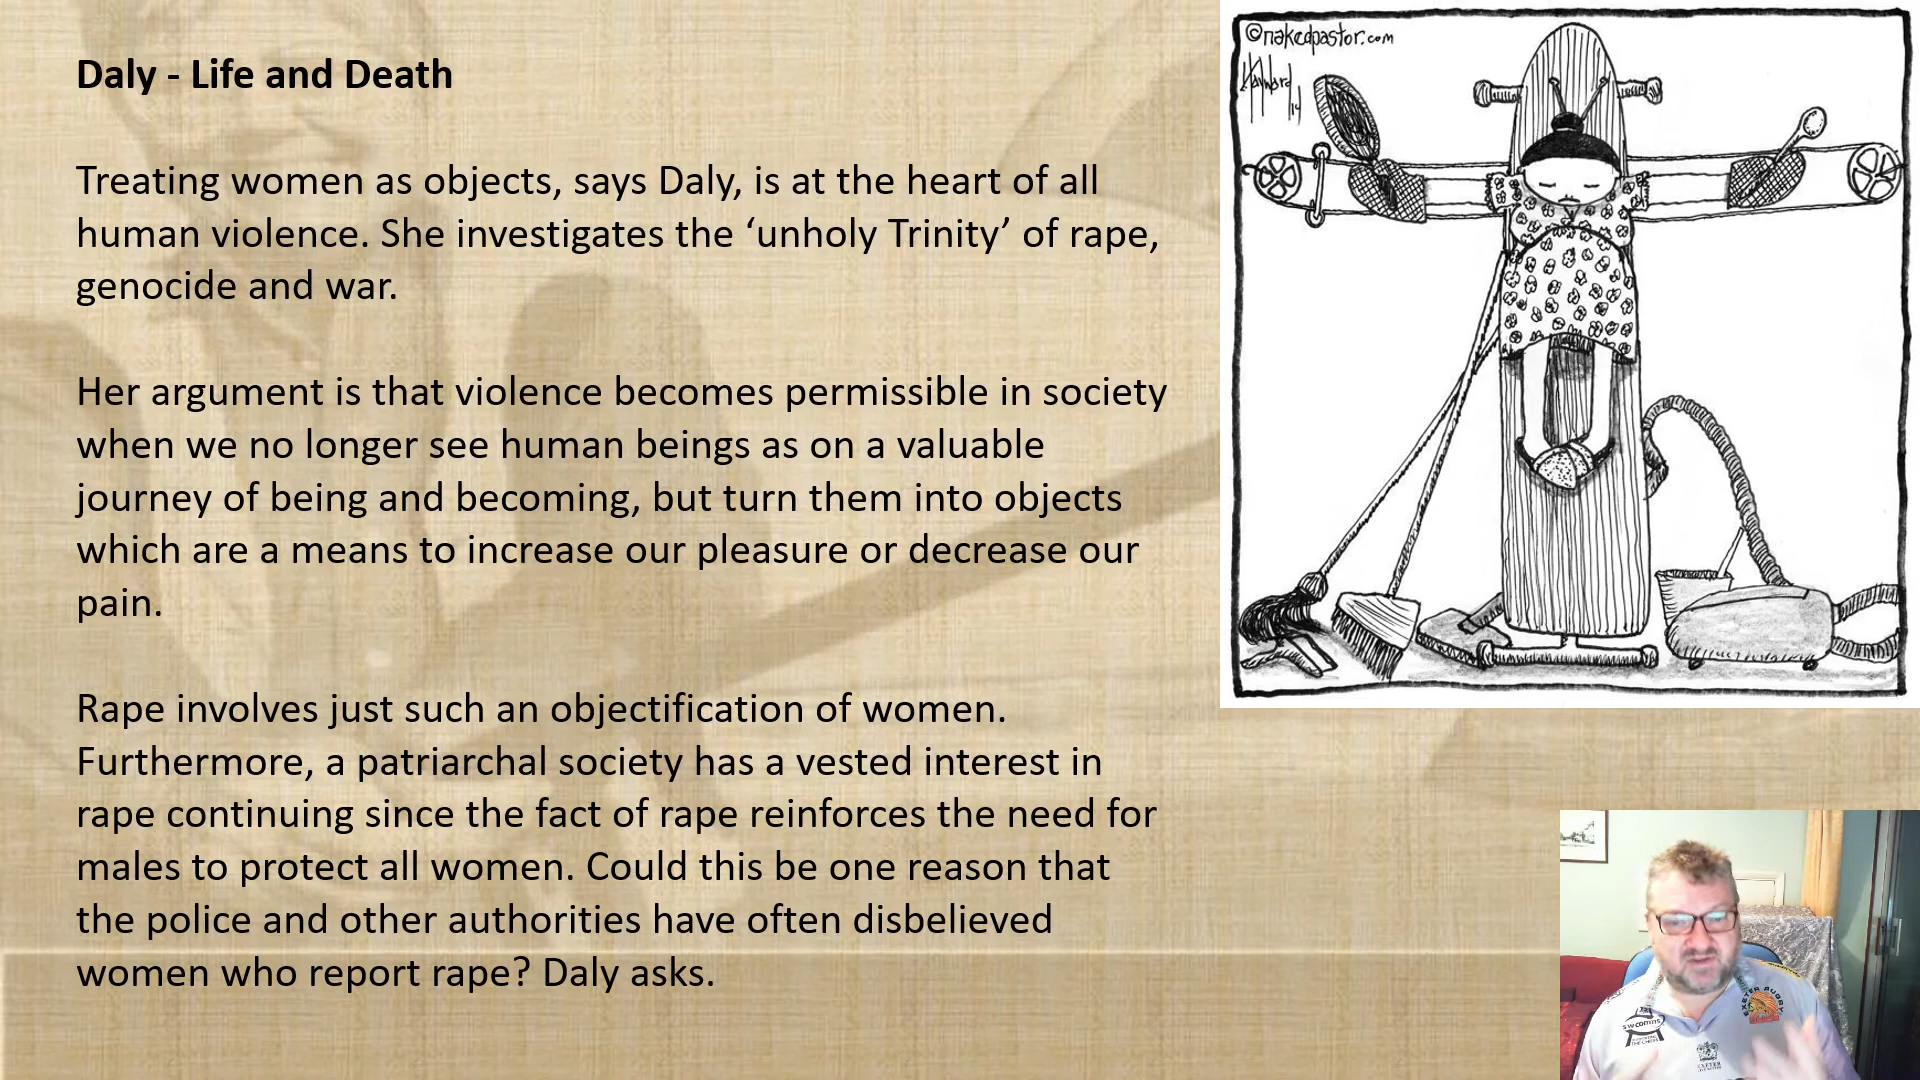 Daly - Life and Death
Treating women as objects, says Daly, is at the heart of all
human violence. She investigates the ‘unholy Trinity’ of rape,
genocide and war.
Her argument is that violence becomes permissible in society
when we no longer see human beings as on a valuable
journey of being and becoming, but turn them into objects
which are a means to increase our pleasure or decrease our
pain.
Rape involves just such an objectification of women.
Furthermore, a patriarchal society has a vested interest in
rape continuing since the fact of rape reinforces the need for
males to protect all women. Could this be one reason that
the police and other authorities have often disbelieved
women who report rape? Daly asks.
©nakedpastor.com
Hayward
14
EXETER RUGBY
swcomms
EXETER